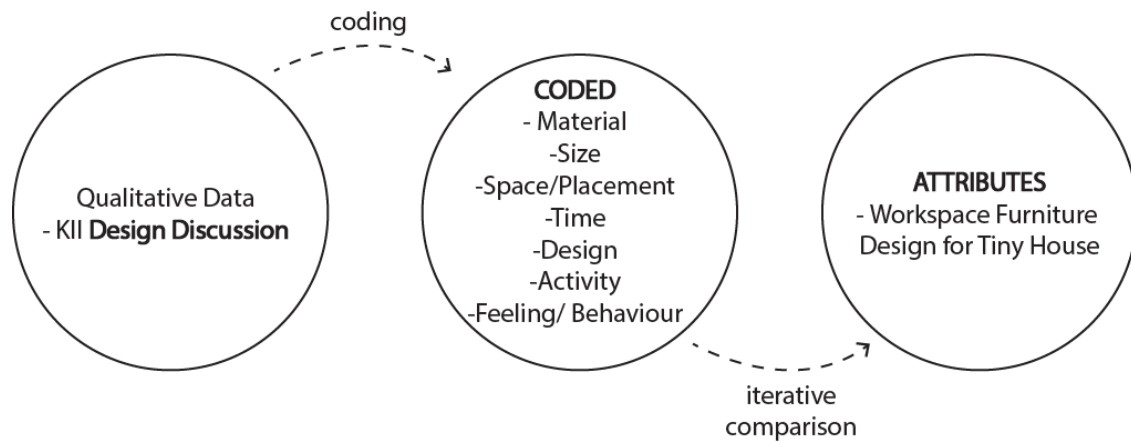 coding
Qualitative Data
- KII Design Discussion
CODED
- Material
-Size
-Space/Placement
-Time
-Design
-Activity
-Feeling/ Behaviour
ATTRIBUTES
- Workspace Furniture
Design for Tiny House
iterative
comparison